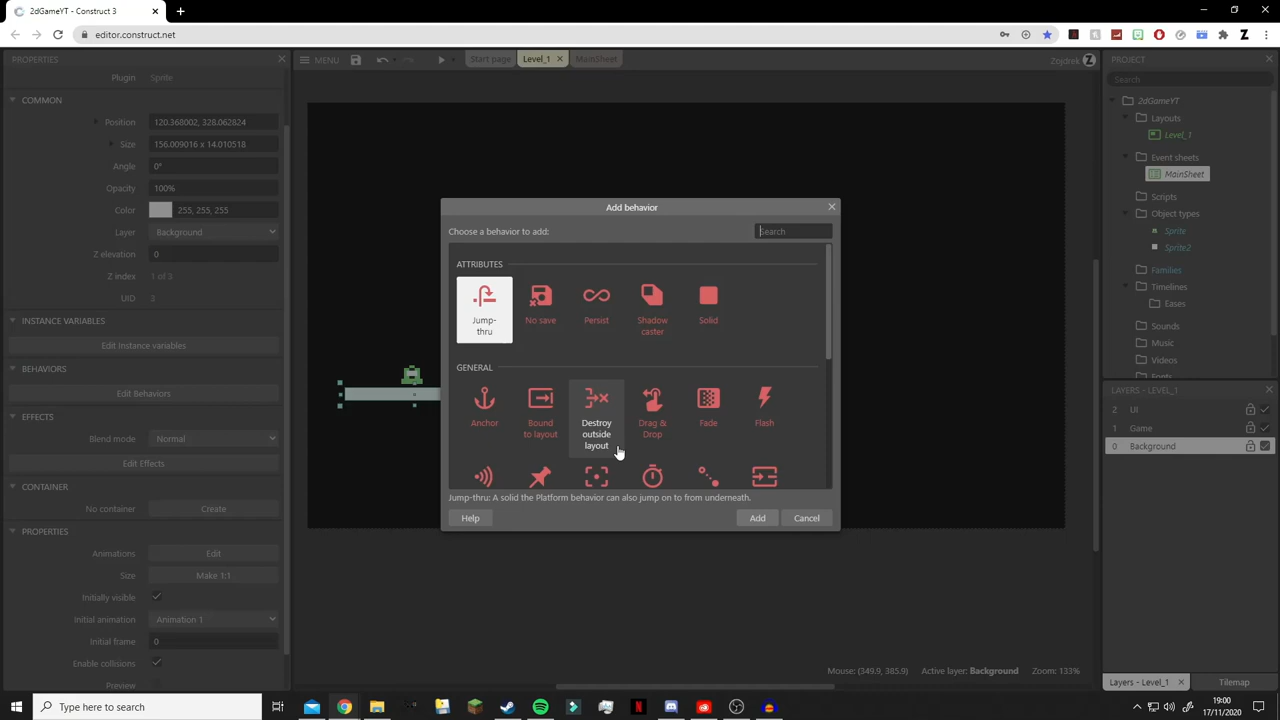 2dGameYT - Construct 3
editor.construct.net
PROPERTIES
MENU
Start page
Level_1
MainSheet
Zojdrek
PROJECT
Plugin
Sprite
Search
COMMON
Position
120.368002, 328.062824
Size
156.009016 x 14.010518
Angle
0°
Opacity
100%
Color
255, 255, 255
Layer
Background
Z elevation
0
Z index
1 of 3
UID
2
INSTANCE VARIABLES
Edit Instance variables
BEHAVIORS
Edit Behaviors
EFFECTS
Blend mode
Normal
Edit Effects
CONTAINER
No container
Create
PROPERTIES
Animations
Edit
Size
Make 1:1
Initially visible
Initial animation
Animation 1
Initial frame
0
Enable collisions
Preview
Add behavior
Choose a behavior to add:
Search
ATTRIBUTES
Jump-
thru
No save
Persist
Shadow
caster
Solid
GENERAL
Anchor
Bound
to layout
Destroy
outside
layout
Drag &
Drop
Fade
Flash
Jump-thru: A solid the Platform behavior can also jump on to from underneath.
Help
Add
Cancel
2dGameYT
Layouts
Level_1
Event sheets
MainSheet
Scripts
Object types
Sprite
Sprite2
Families
Timelines
Eases
Sounds
Music
Videos
Fonts
LAYERS - LEVEL_1
2 UI
1 Game
0 Background
Mouse: (349.9, 385.9)
Active layer: Background
Zoom: 133%
Layers - Level_1
Tilemap
Type here to search
19:00
17/11/2020